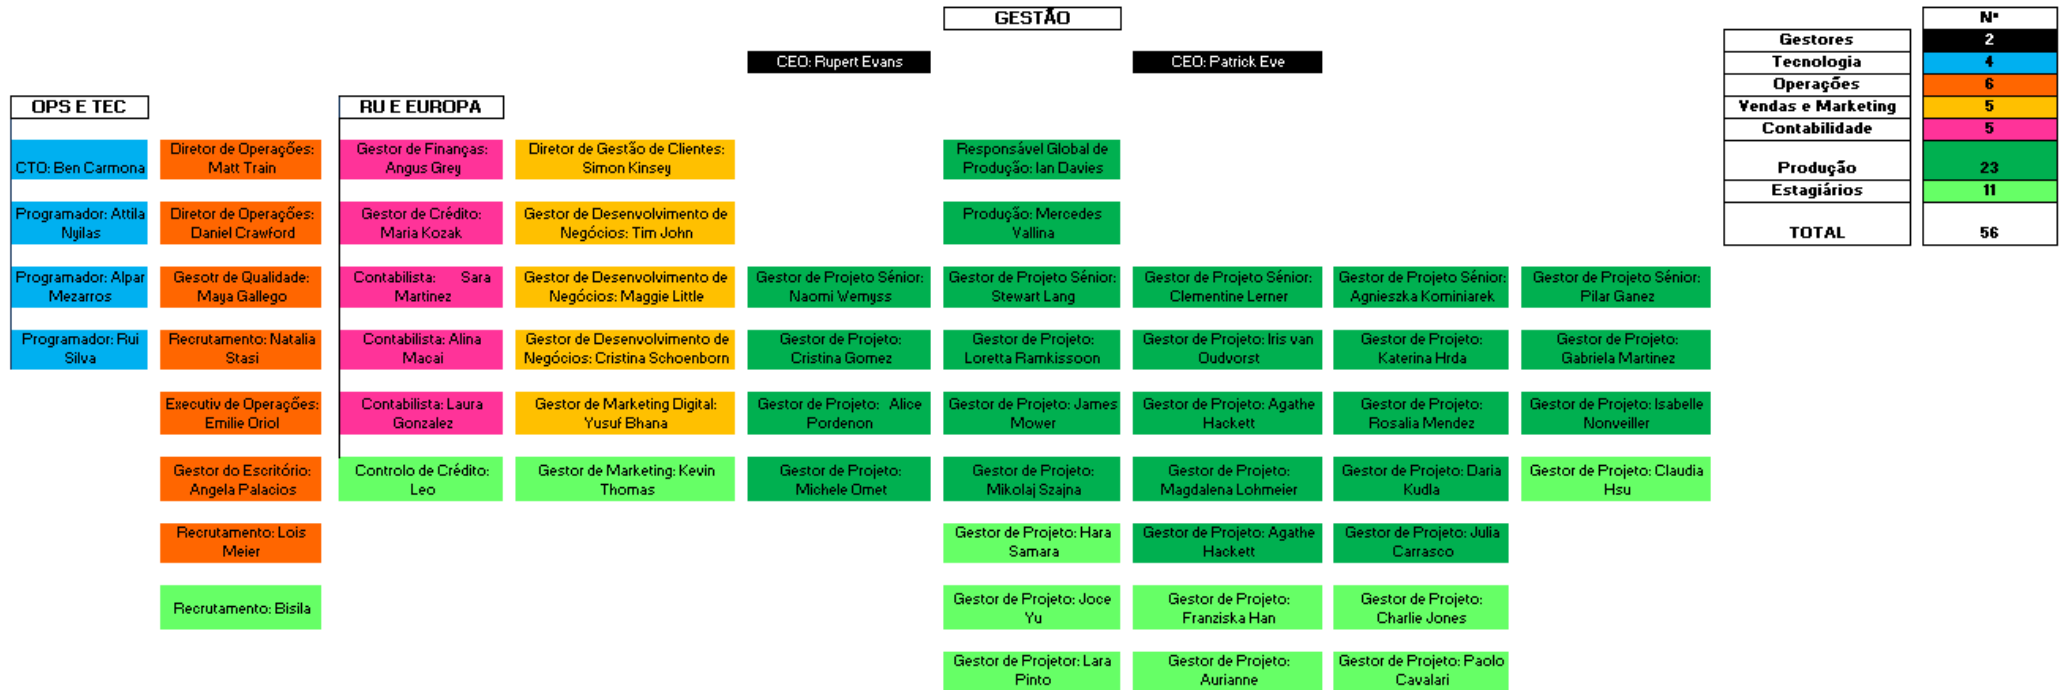 GESTÃO
CEO: Rupert Evans
CEO: Patrick Eve
Nº
Gestores
2
Tecnologia
4
Operações
6
Vendas e Marketing
5
Contabilidade
5
Produção
23
Estagiários
11
TOTAL
56
OPS E TEC
CTO: Ben Carmona
Programador: Attila
Nyilas
Programador: Alpar
Mezarros
Programador: Rui
Silva
Diretor de Operações:
Matt Train
Diretor de Operações:
Daniel Crawford
Gesotr de Qualidade:
Maya Gallego
Recrutamento: Natalia
Stasi
Executiv de Operações:
Emilie Oriol
Gestor do Escritório:
Angela Palacios
Recrutamento: Lois
Meier
Recrutamento: Bisila
RU E EUROPA
Gestor de Finanças:
Angus Grey
Gestor de Crédito:
Maria Kozak
Contabilista: Sara
Martinez
Contabilista: Alina
Macai
Contabilista: Laura
Gonzalez
Controlo de Crédito:
Leo
Diretor de Gestão de Clientes:
Simon Kinsey
Gestor de Desenvolvimento de
Negócios: Tim John
Gestor de Desenvolvimento de
Negócios: Maggie Little
Gestor de Desenvolvimento de
Negócios: Cristina Schoenborn
Gestor de Marketing Digital:
Yusuf Bhana
Gestor de Marketing: Kevin
Thomas
Gestor de Projeto Sénior:
Naomi Wemyss
Gestor de Projeto:
Cristina Gomez
Gestor de Projeto: Alice
Pordenon
Gestor de Projeto:
Michele Omet
Responsável Global de
Produção: Ian Davies
Produção: Mercedes
Vallina
Gestor de Projeto Sénior:
Stewart Lang
Gestor de Projeto:
Loretta Ramkissoon
Gestor de Projeto: James
Mower
Gestor de Projeto:
Mikolaj Szajna
Gestor de Projeto: Hara
Samara
Gestor de Projeto: Joce
Yu
Gestor de Projetor: Lara
Pinto
Gestor de Projeto Sénior:
Clementine Lerner
Gestor de Projeto: Iris van
Oudvorst
Gestor de Projeto: Agathe
Hackett
Gestor de Projeto:
Magdalena Lohmeier
Gestor de Projeto: Agathe
Hackett
Gestor de Projeto:
Franziska Han
Gestor de Projeto:
Aurianne
Gestor de Projeto Sénior:
Agnieszka Kominiarek
Gestor de Projeto:
Katerina Hrda
Gestor de Projeto:
Rosalia Mendez
Gestor de Projeto: Daria
Kudla
Gestor de Projeto: Julia
Carrasco
Gestor de Projeto:
Charlie Jones
Gestor de Projeto: Paolo
Cavalari
Gestor de Projeto Sénior:
Pilar Ganez
Gestor de Projeto:
Gabriela Martinez
Gestor de Projeto: Isabelle
Nonveiller
Gestor de Projeto: Claudia
Hsu